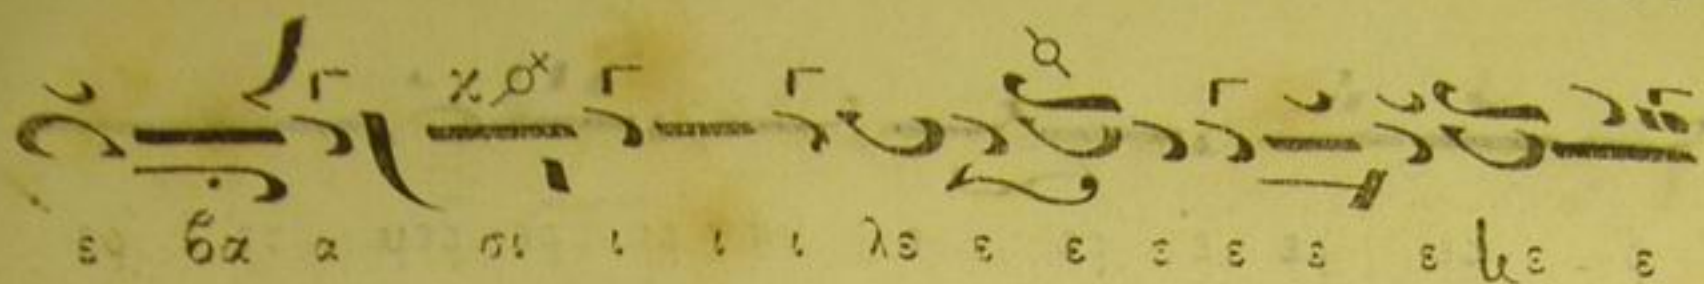 ε βα α σι ι ι ι λε ε ε ε ε ε ε ε